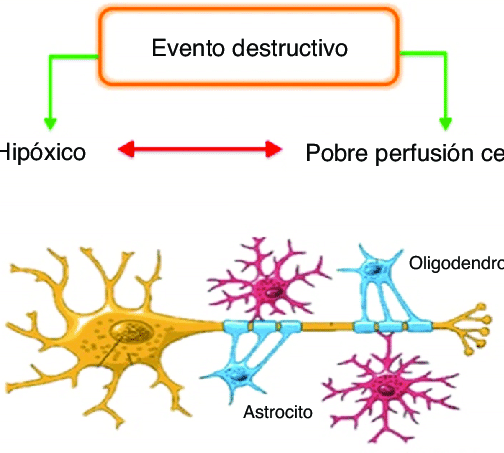 Evento destructivo
Hipóxico
Pobre perfusión ce
Oligodendro
Astrocito